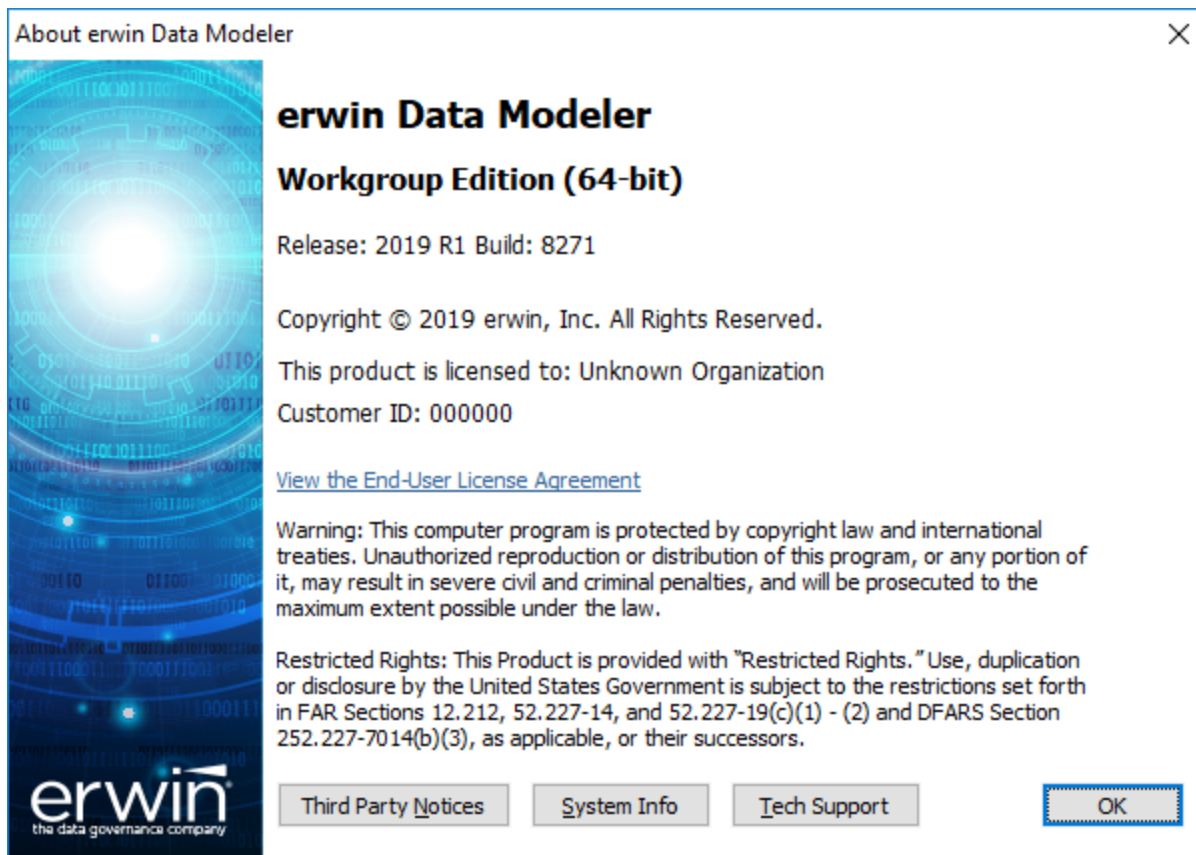 About erwin Data Modeler
erwin Data Modeler
Workgroup Edition (64-bit)
Release: 2019 R1 Build: 8271
Copyright © 2019 erwin, Inc. All Rights Reserved.
This product is licensed to: Unknown Organization
Customer ID: 000000
View the End-User License Agreement
Warning: This computer program is protected by copyright law and international
treaties. Unauthorized reproduction or distribution of this program, or any portion of
it, may result in severe civil and criminal penalties, and will be prosecuted to the
maximum extent possible under the law.
Restricted Rights: This Product is provided with “Restricted Rights.” Use, duplication
or disclosure by the United States Government is subject to the restrictions set forth
in FAR Sections 12.212, 52.227-14, and 52.227-19(c)(1) - (2) and DFARS Section
252.227-7014(b)(3), as applicable, or their successors.
erwin
the data governance company
Third Party Notices System Info Tech Support OK